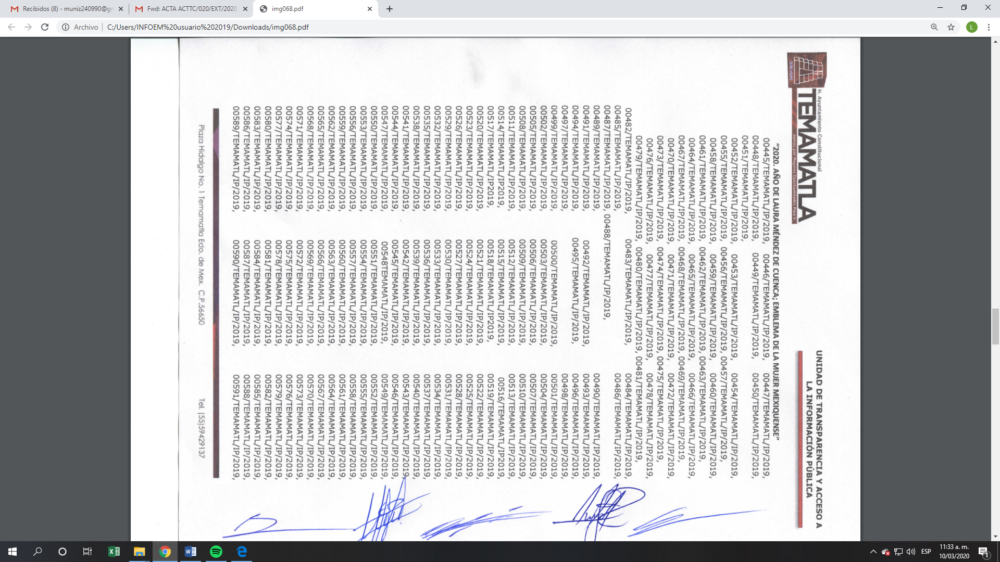 Recibidos (8) - muniz240990@gm
Fwd: ACTA ACTTC/020/EXT/2020
img068.pdf
Archivo
C:/Users/INFOEM%20usuario%202019/Downloads/img068.pdf
L
H. Ayuntamiento Constitucional
TEMAMATLA
Juntos por Mejores Oportunidades Para ti
UNIDAD DE TRANSPARENCIA Y ACCESO A
LA INFORMACIÓN PÚBLICA
"2020. AÑO DE LAURA MÉNDEZ DE CUENCA; EMBLEMA DE LA MUJER MEXIQUENSE"
00445/TEMAMATL/IP/2019, 00446/TEMAMATL/IP/2019, 00447/TEMAMATL/IP/2019,
00448/TEMAMATL/IP/2019, 00449/TEMAMATL/IP/2019, 00450/TEMAMATL/IP/2019,
00451/TEMAMATL/IP/2019,
00452/TEMAMATL/IP/2019, 00453/TEMAMATL/IP/2019, 00454/TEMAMATL/IP/2019,
00455/TEMAMATL/IP/2019, 00456/TEMAMATL/IP/2019, 00457/TEMAMATL/IP/2019,
00458/TEMAMATL/IP/2019, 00459/TEMAMATL/IP/2019, 00460/TEMAMATL/IP/2019,
00461/TEMAMATL/IP/2019, 00462/TEMAMATL/IP/2019, 00463/TEMAMATL/IP/2019,
00464/TEMAMATL/IP/2019, 00465/TEMAMATL/IP/2019, 00466/TEMAMATL/IP/2019,
00467/TEMAMATL/IP/2019, 00468/TEMAMATL/IP/2019, 00469/TEMAMATL/IP/2019,
00470/TEMAMATL/IP/2019, 00471/TEMAMATL/IP/2019, 00472/TEMAMATL/IP/2019,
00473/TEMAMATL/IP/2019, 00474/TEMAMATL/IP/2019, 00475/TEMAMATL/IP/2019,
00476/TEMAMATL/IP/2019, 00477/TEMAMATL/IP/2019, 00478/TEMAMATL/IP/2019,
00479/TEMAMATL/IP/2019, 00480/TEMAMATL/IP/2019, 00481/TEMAMATL/IP/2019,
00482/TEMAMATL/IP/2019, 00483/TEMAMATL/IP/2019, 00484/TEMAMATL/IP/2019,
00485/TEMAMATL/IP/2019, 00486/TEMAMATL/IP/2019,
00487/TEMAMATL/IP/2019, 00488/TEMAMATL/IP/2019,
00489/TEMAMATL/IP/2019, 00490/TEMAMATL/IP/2019,
00491/TEMAMATL/IP/2019, 00492/TEMAMATL/IP/2019, 00493/TEMAMATL/IP/2019,
00494/TEMAMATL/IP/2019, 00495/TEMAMATL/IP/2019, 00496/TEMAMATL/IP/2019,
00497/TEMAMATL/IP/2019, 00498/TEMAMATL/IP/2019,
00499/TEMAMATL/IP/2019, 00500/TEMAMATL/IP/2019, 00501/TEMAMATL/IP/2019,
00502/TEMAMATL/IP/2019, 00503/TEMAMATL/IP/2019, 00504/TEMAMATL/IP/2019,
00505/TEMAMATL/IP/2019, 00506/TEMAMATL/IP/2019, 00507/TEMAMATL/IP/2019,
00508/TEMAMATL/IP/2019, 00509/TEMAMATL/IP/2019, 00510/TEMAMATL/IP/2019,
00511/TEMAMATL/IP/2019, 00512/TEMAMATL/IP/2019, 00513/TEMAMATL/IP/2019,
00514/TEMAMATL/IP2019, 00515/TEMAMATL/IP/2019, 00516/TEMAMATL/IP2019,
00517/TEMAMATL/IP2019, 00518/TEMAMATL/IP2019, 00519/TEMAMATL/IP/2019,
00520/TEMAMATL/IP/2019, 00521/TEMAMATL/IP/2019, 00522/TEMAMATL/IP/2019,
00523/TEMAMATL/IP/2019, 00524/TEMAMATL/IP/2019, 00525/TEMAMATL/IP/2019,
00526/TEMAMATL/IP/2019, 00527/TEMAMATL/IP/2019, 00528/TEMAMATL/IP/2019,
00529/TEMAMATL/IP/2019, 00530/TEMAMATL/IP/2019, 00531/TEMAMATL/IP/2019,
00532/TEMAMATL/IP/2019, 00533/TEMAMATL/IP/2019, 00534/TEMAMATL/IP/2019,
00535/TEMAMATL/IP/2019, 00536/TEMAMATL/IP/2019, 00537/TEMAMATL/IP/2019,
00538/TEMAMATL/IP/2019, 00539/TEMAMATL/IP/2019, 00540/TEMAMATL/IP/2019,
00541/TEMAMATL/IP/2019, 00542/TEMAMATL/IP/2019, 00543/TEMAMATL/IP/2019,
00544/TEMAMATL/IP/2019, 00545/TEMAMATL/IP/2019, 00546/TEMAMATL/IP/2019,
00547/TEMAMATL/IP/2019, 00548TEMAMATL/IP/2019, 00549/TEMAMATL/IP/2019,
00550/TEMAMATL/IP/2019, 00551/TEMAMATL/IP/2019, 00552/TEMAMATL/IP/2019,
00553/TEMAMATL/IP/2019, 00554/TEMAMATL/IP/2019, 00555/TEMAMATL/IP/2019,
00556/TEMAMATL/IP/2019, 00557/TEMAMATL/IP/2019, 00558/TEMAMATL/IP/2019,
00559/TEMAMATL/IP/2019, 00560/TEMAMATL/IP/2019, 00561/TEMAMATL/IP/2019,
00562/TEMAMATL/IP/2019, 00563/TEMAMATL/IP/2019, 00564/TEMAMATL/IP/2019,
00565/TEMAMATL/IP/2019, 00566/TEMAMATL/IP/2019, 00567/TEMAMATL/IP/2019,
00568/TEMAMATL/IP/2019, 00569/TEMAMATL/IP/2019, 00570/TEMAMATL/IP/2019,
00571/TEMAMATL/IP/2019, 00572/TEMAMATL/IP/2019, 00573/TEMAMATL/IP/2019,
00574/TEMAMATL/IP/2019, 00575/TEMAMATL/IP/2019, 00576/TEMAMATL/IP/2019,
00577/TEMAMATL/IP/2019, 00578/TEMAMATL/IP/2019, 00579/TEMAMATL/IP/2019,
00580/TEMAMATL/IP/2019, 00581/TEMAMATL/IP/2019, 00582/TEMAMATL/IP/2019,
00583/TEMAMATL/IP/2019, 00584/TEMAMATL/IP/2019, 00585/TEMAMATL/IP/2019,
00586/TEMAMATL/IP/2019, 00587/TEMAMATL/IP/2019, 00588/TEMAMATL/IP/2019,
00589/TEMAMATL/IP/2019, 00590/TEMAMATL/IP/2019, 00591/TEMAMATL/IP/2019,
Plaza Hidalgo No. 1 Temamatla Edo. de Mex. C.P.56650 Tel. (55)59429137
ESP
11:33 a. m.
10/03/2020
1